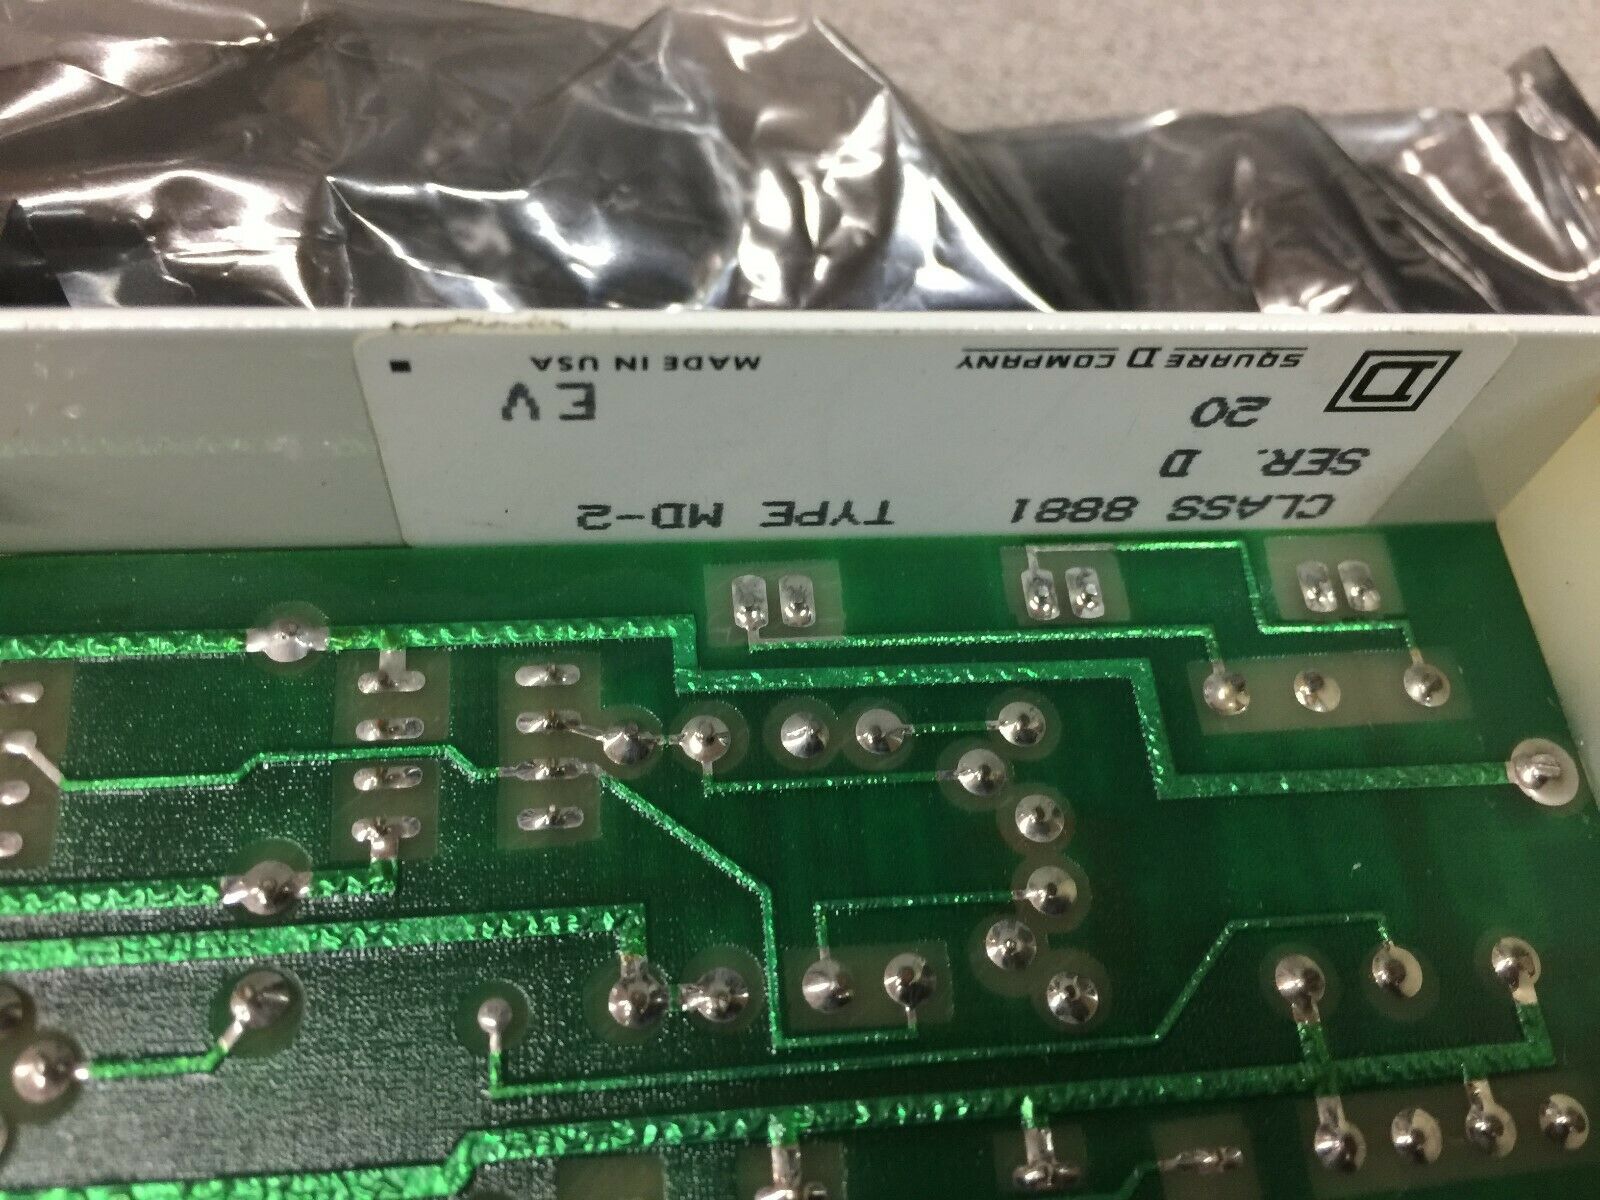 CLASS 8881 TYPE MD-2
SER. D
20 EV
D SQUARE D COMPANY MADE IN USA